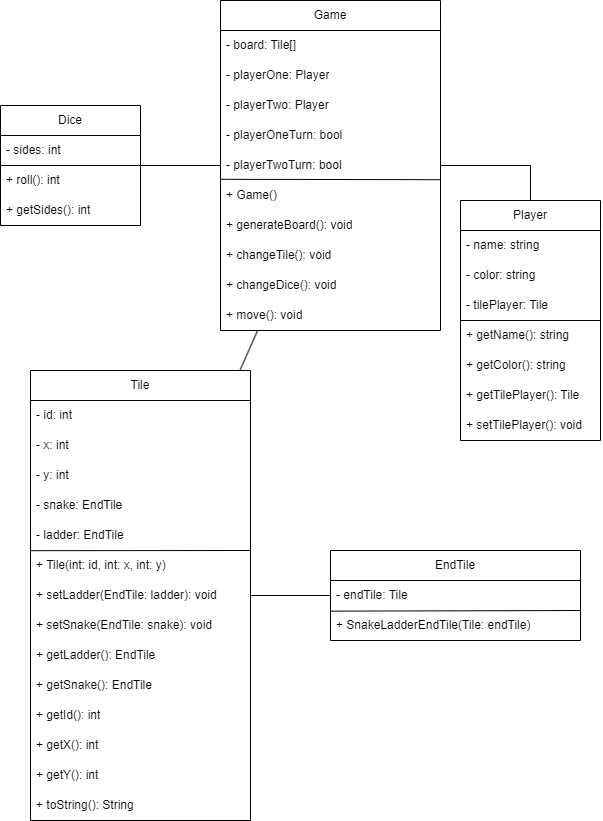 Game
- board: Tile[]
- playerOne: Player
- playerTwo: Player
- playerOneTurn: bool
- playerTwoTurn: bool
+ Game()
+ generateBoard(): void
+ changeTile(): void
+ changeDice(): void
+ move(): void
Dice
- sides: int
+ roll(): int
+ getSides(): int
Player
- name: string
- color: string
- tilePlayer: Tile
+ getName(): string
+ getColor(): string
+ getTilePlayer(): Tile
+ setTilePlayer(): void
Tile
- id: int
- x: int
- y: int
- snake: EndTile
- ladder: EndTile
+ Tile(int: id, int: x, int: y)
+ setLadder(EndTile: ladder): void
+ setSnake(EndTile: snake): void
+ getLadder(): EndTile
+ getSnake(): EndTile
+ getId(): int
+ getX(): int
+ getY(): int
+ toString(): String
EndTile
- endTile: Tile
+ SnakeLadderEndTile(Tile: endTile)